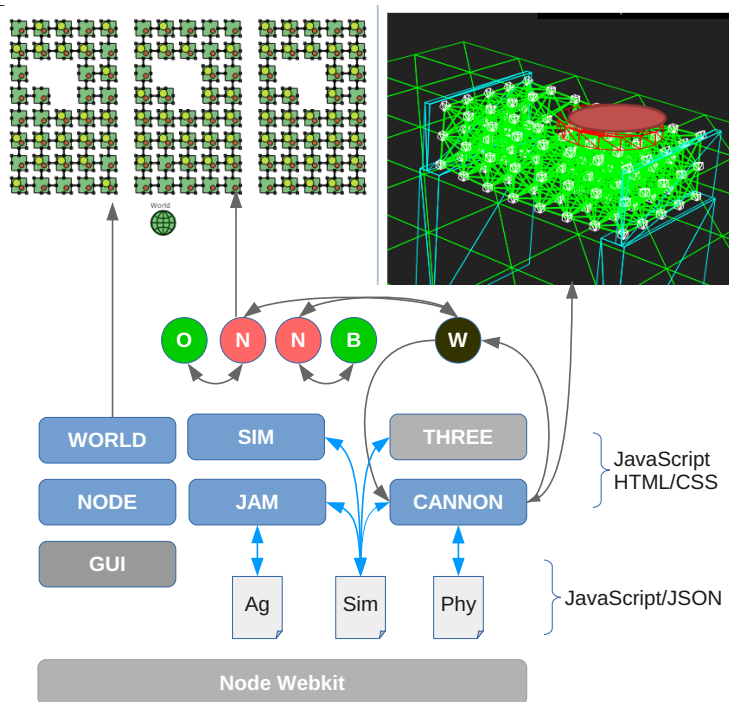 World
O
N
N
B
W
WORLD
SIM
THREE
JavaScript
HTML/CSS
NODE
JAM
CANNON
GUI
Ag
Sim
Phy
JavaScript/JSON
Node Webkit